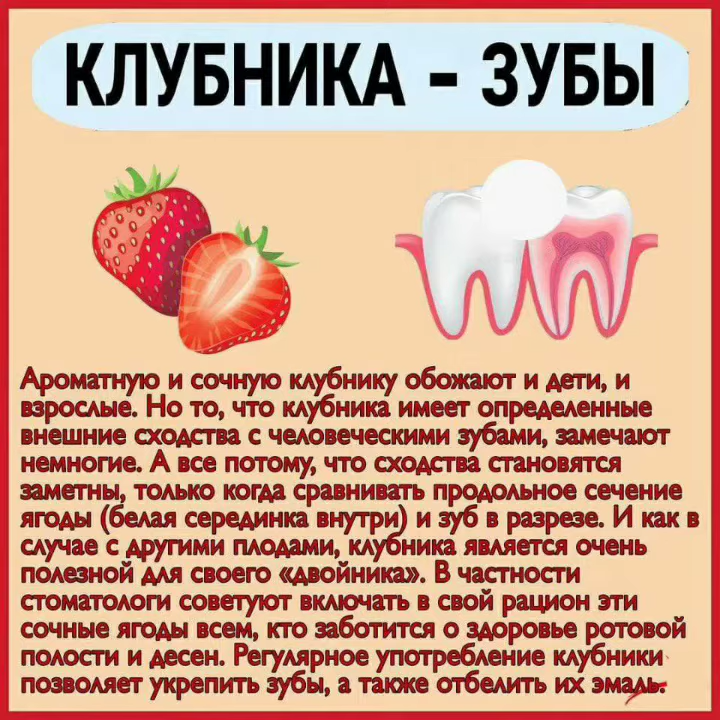 КЛУБНИКА - ЗУБЫ
Ароматную и сочную клубнику обожают и дети, и
взрослые. Но то, что клубника имеет определенные
внешние сходства с человеческими зубами, замечают
немногие. А все потому, что сходства становятся
заметны, только когда сравнивать продольное сечение
ягоды (белая серединка внутри) и зуб в разрезе. И как в
случае с другими плодами, клубника является очень
полезной для своего «двойника». В частности
стоматологи советуют включать в свой рацион эти
сочные ягоды всем, кто заботится о здоровье ротовой
полости и десен. Регулярное употребление клубники
позволяет укрепить зубы, а также отбелить их эмаль.